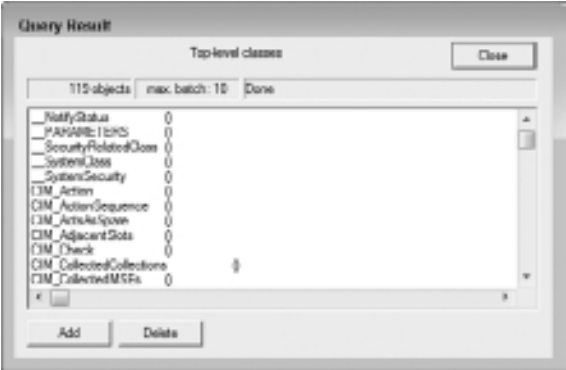 Query Result
Top-level classes
Close
119 objects
max. batch: 10
Done
__NotifyStatus ()
__PARAMETERS ()
__SecurityRelatedClass ()
__SystemClass ()
__SystemSecurity ()
CIM_Action ()
CIM_ActionSequence ()
CIM_ActsAsSpare ()
CIM_AdjacentSlots ()
CIM_Check ()
CIM_CollectedCollections ()
CIM_CollectedMSEs ()
Add
Delete